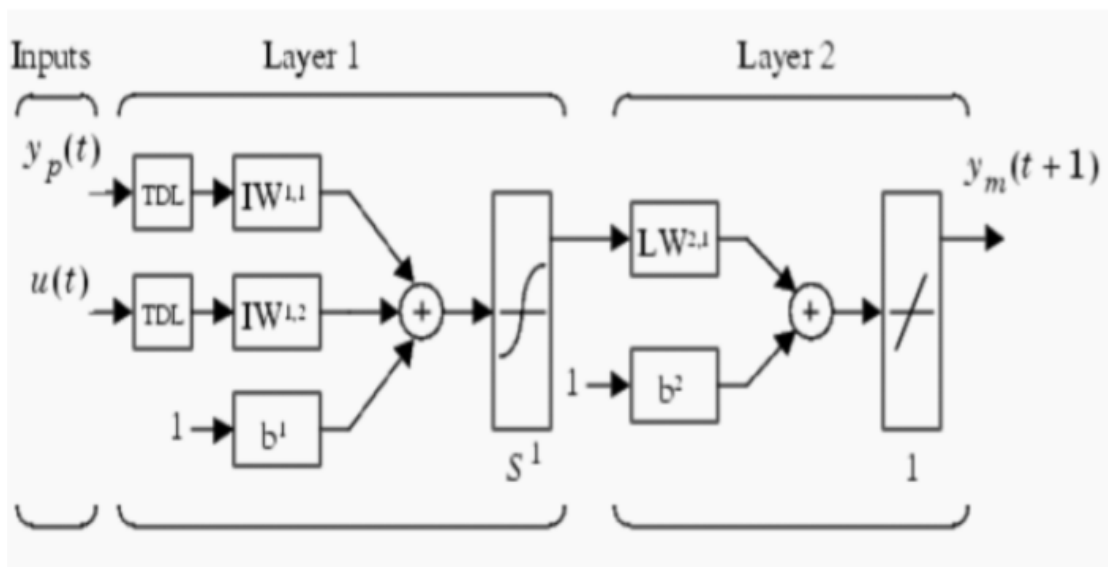 Inputs
Layer 1
Layer 2
y_p(t)
TDL
IW^{1,1}
y_m(t + 1)
u(t)
TDL
IW^{1,2}
+
LW^{2,1}
+
1
b^1
1
b^2
S^1
1